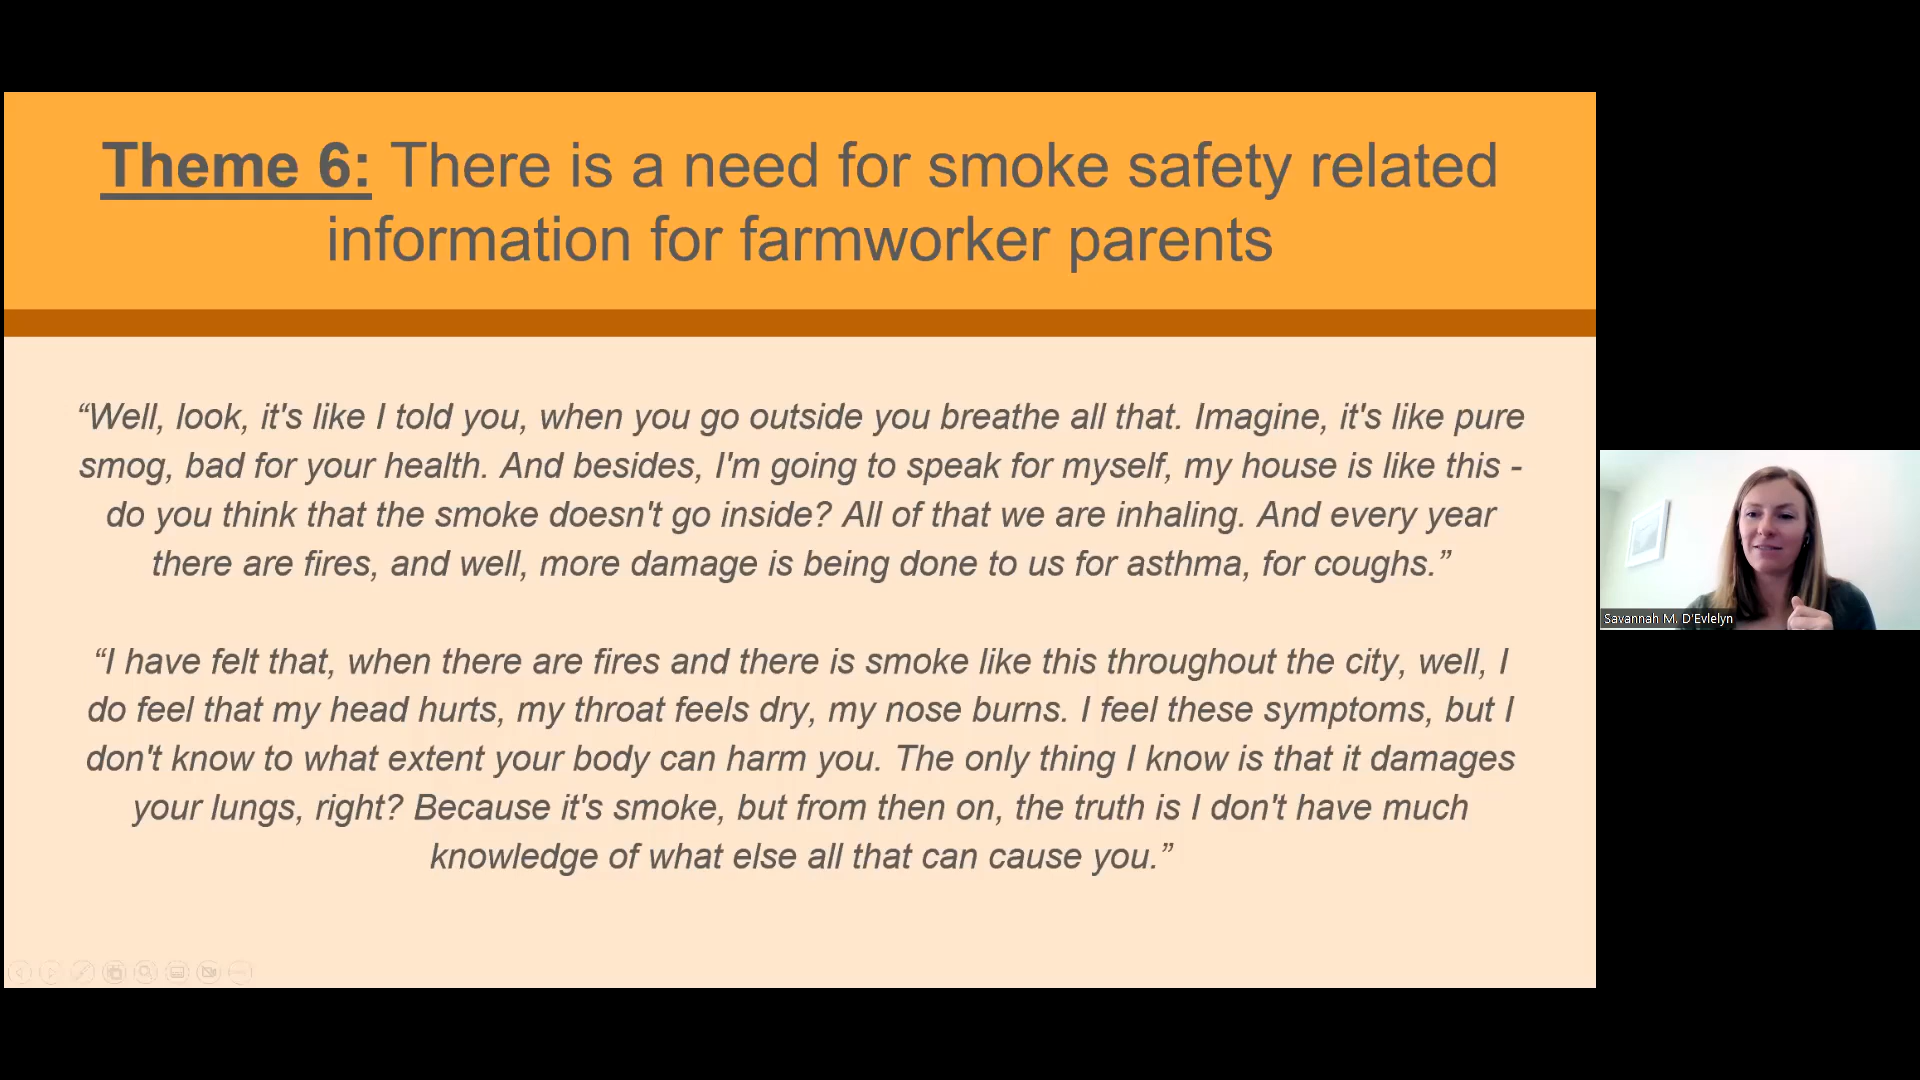 Theme 6: There is a need for smoke safety related
information for farmworker parents
“Well, look, it's like I told you, when you go outside you breathe all that. Imagine, it's like pure
smog, bad for your health. And besides, I'm going to speak for myself, my house is like this -
do you think that the smoke doesn't go inside? All of that we are inhaling. And every year
there are fires, and well, more damage is being done to us for asthma, for coughs.”
“I have felt that, when there are fires and there is smoke like this throughout the city, well, I
do feel that my head hurts, my throat feels dry, my nose burns. I feel these symptoms, but I
don't know to what extent your body can harm you. The only thing I know is that it damages
your lungs, right? Because it's smoke, but from then on, the truth is I don't have much
knowledge of what else all that can cause you.”
Savannah M. D'Evlelyn